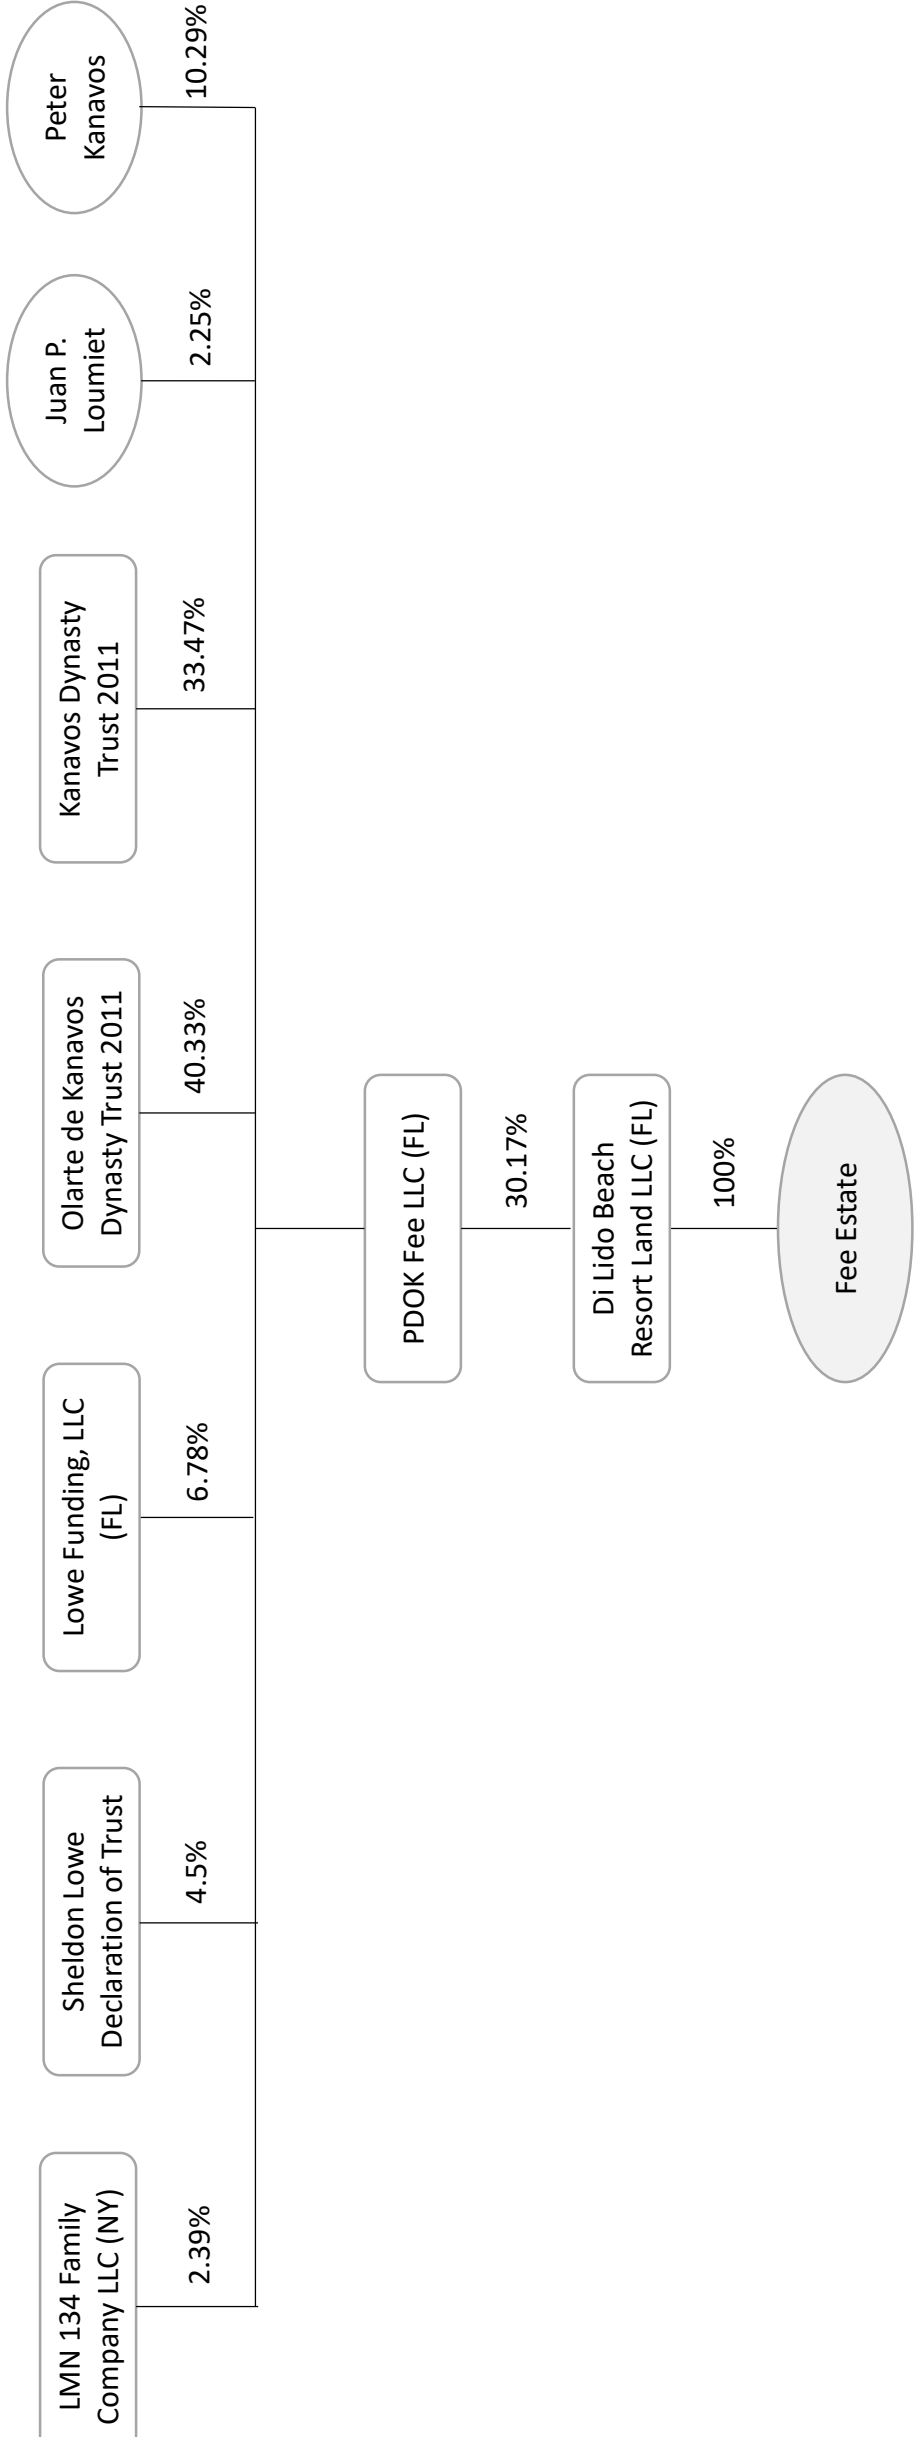 LMN 134 Family
Company LLC (NY)
2.39%
Sheldon Lowe
Declaration of Trust
4.5%
Lowe Funding, LLC
(FL)
6.78%
Olarte de Kanavos
Dynasty Trust 2011
40.33%
Kanavos Dynasty
Trust 2011
33.47%
Juan P.
Loumiet
2.25%
Peter
Kanavos
10.29%
PDOK Fee LLC (FL)
30.17%
Di Lido Beach
Resort Land LLC (FL)
100%
Fee Estate